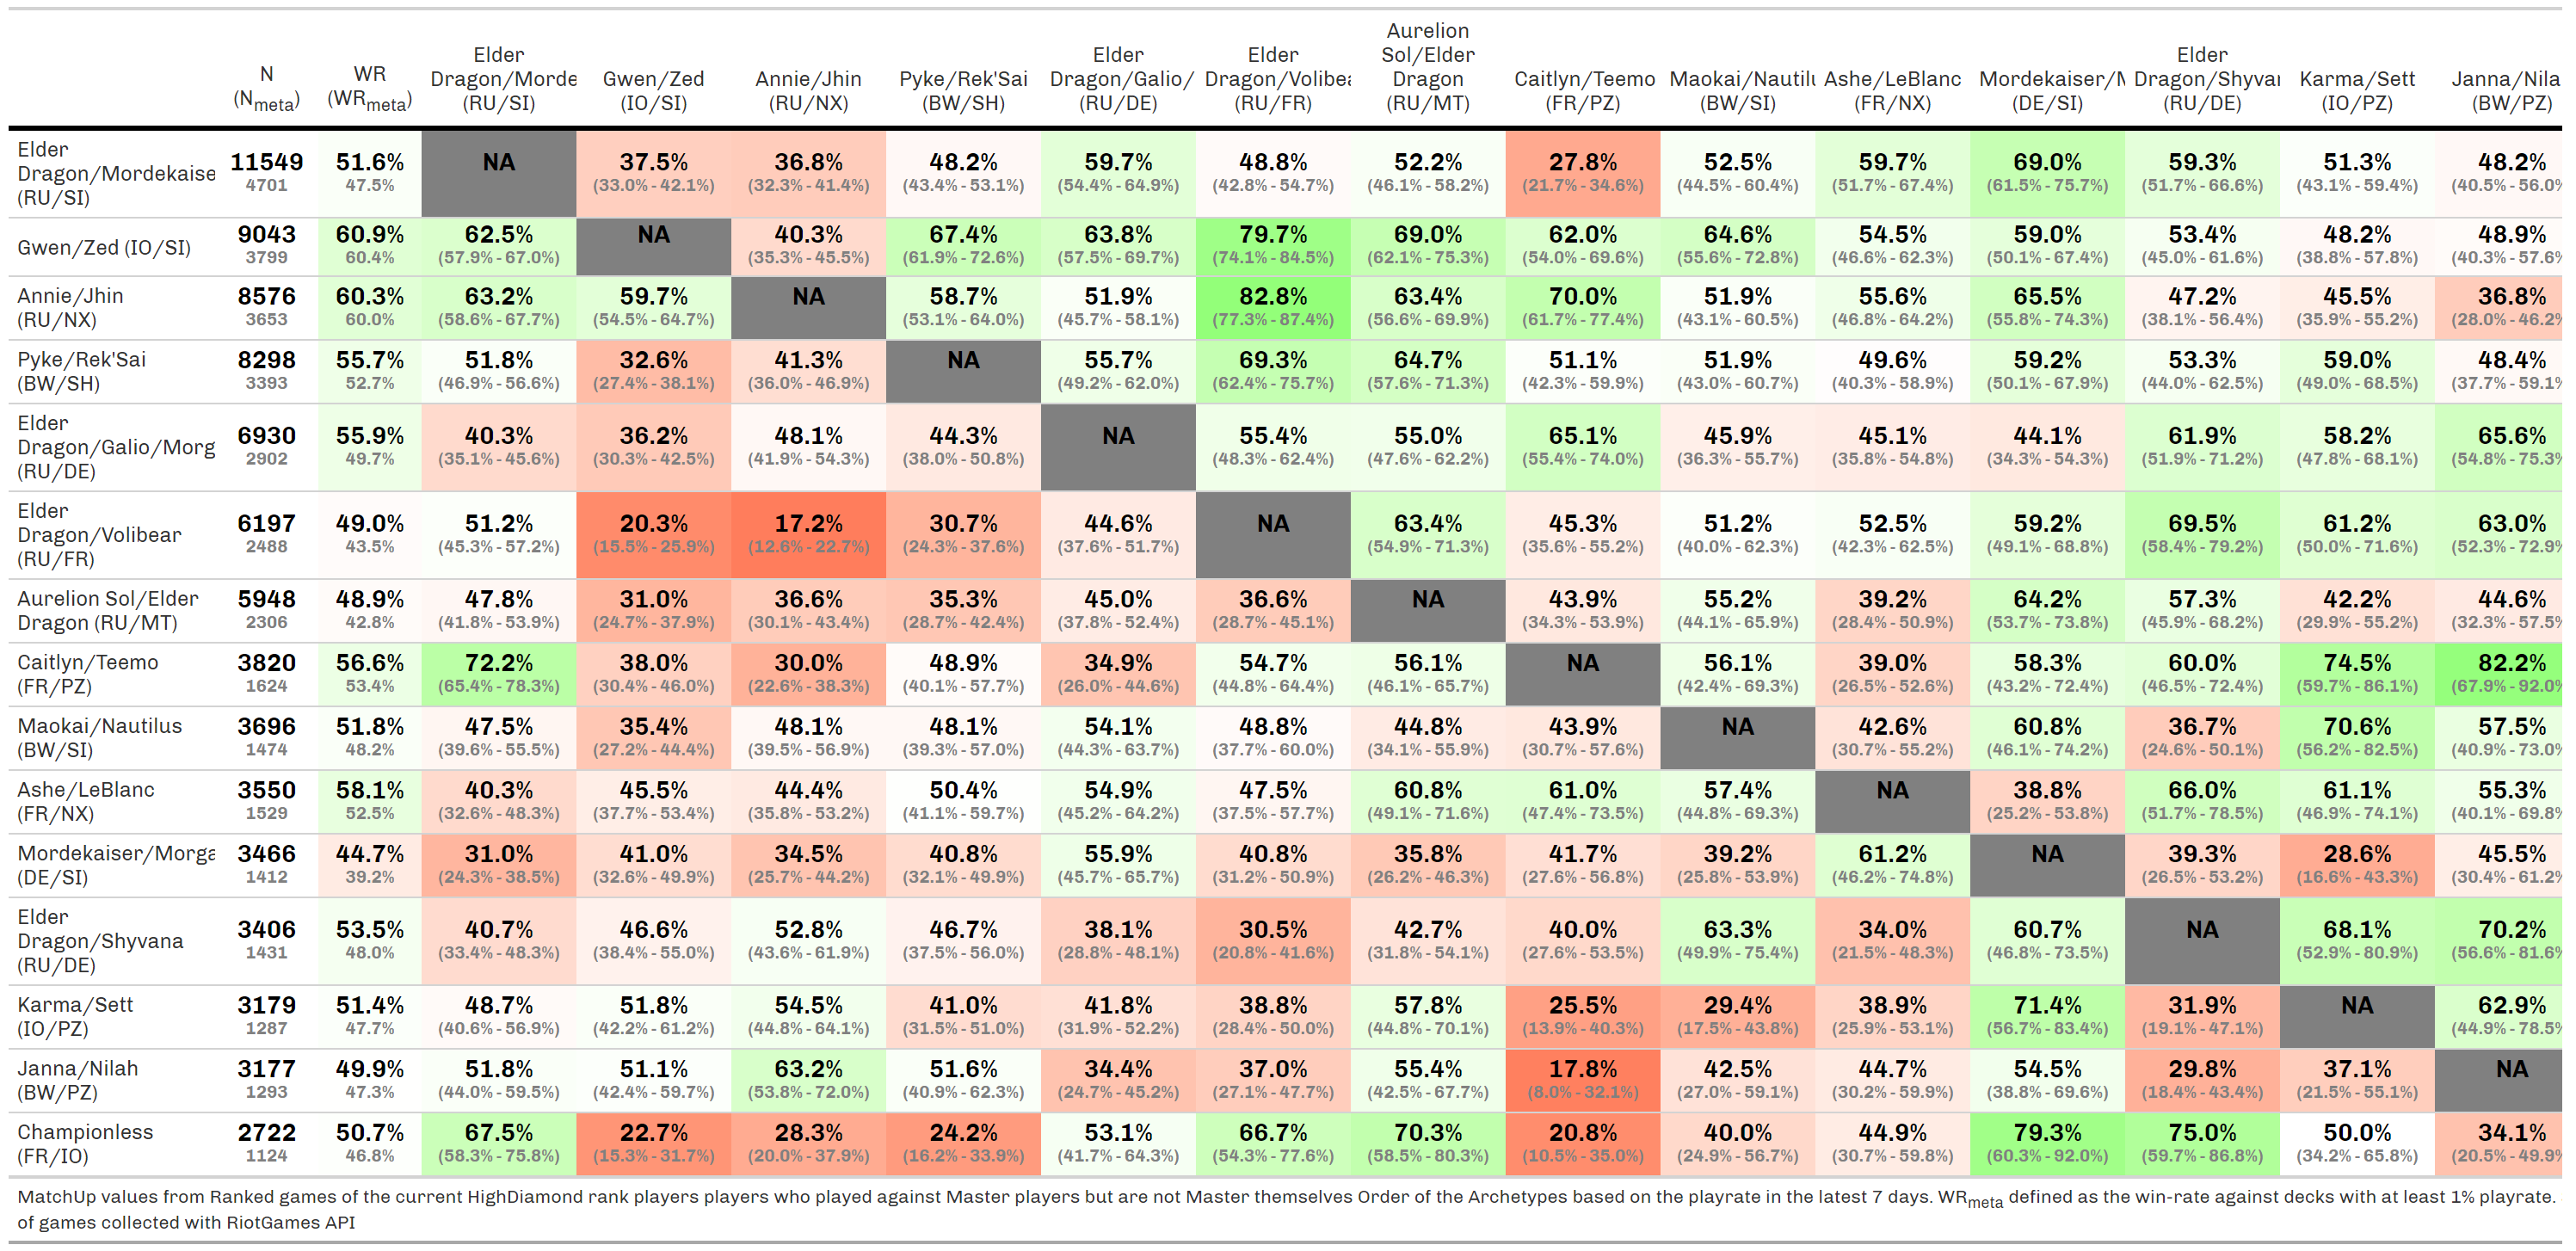 N (Nmeta) WR (WRmeta) Elder Dragon/Morde (RU/SI) Gwen/Zed (IO/SI) Annie/Jhin (RU/NX) Pyke/Rek'Sai (BW/SH) Elder Dragon/Galio/ (RU/DE) Elder Dragon/Volibea (RU/FR) Aurelion Sol/Elder Dragon (RU/MT) Caitlyn/Teemo (FR/PZ) Maokai/Nautilu (BW/SI) Ashe/LeBlanc (FR/NX) Mordekaiser/M (DE/SI) Elder Dragon/Shyvan (RU/DE) Karma/Sett (IO/PZ) Janna/Nila (BW/PZ)
Elder Dragon/Mordekaise (RU/SI) 11549 51.6% NA 37.5% 36.8% 48.2% 59.7% 48.8% 52.2% 27.8% 52.5% 59.7% 69.0% 59.3% 51.3% 48.2%
4701 47.5% (33.0% - 42.1%) (32.3% - 41.4%) (43.4% - 53.1%) (54.4% - 64.9%) (42.8% - 54.7%) (46.1% - 58.2%) (21.7% - 34.6%) (44.5% - 60.4%) (51.7% - 67.4%) (61.5% - 75.7%) (51.7% - 66.6%) (43.1% - 59.4%) (40.5% - 56.0%
Gwen/Zed (IO/SI) 9043 60.9% 62.5% NA 40.3% 67.4% 63.8% 79.7% 69.0% 62.0% 64.6% 54.5% 59.0% 53.4% 48.2% 48.9%
3799 60.4% (57.9% - 67.0%) (35.3% - 45.5%) (61.9% - 72.6%) (57.5% - 69.7%) (74.1% - 84.5%) (62.1% - 75.3%) (54.0% - 69.6%) (55.6% - 72.8%) (46.6% - 62.3%) (50.1% - 67.4%) (45.0% - 61.6%) (38.8% - 57.8%) (40.3% - 57.6%
Annie/Jhin (RU/NX) 8576 60.3% 63.2% 59.7% NA 58.7% 51.9% 82.8% 63.4% 70.0% 51.9% 55.6% 65.5% 47.2% 45.5% 36.8%
3653 60.0% (58.6% - 67.7%) (54.5% - 64.7%) (53.1% - 64.0%) (45.7% - 58.1%) (77.3% - 87.4%) (56.6% - 69.9%) (61.7% - 77.4%) (43.1% - 60.5%) (46.8% - 64.2%) (55.8% - 74.3%) (38.1% - 56.4%) (35.9% - 55.2%) (28.0% - 46.2%
Pyke/Rek'Sai (BW/SH) 8298 55.7% 51.8% 32.6% 41.3% NA 55.7% 69.3% 64.7% 51.1% 51.9% 49.6% 59.2% 53.3% 59.0% 48.4%
3393 52.7% (46.9% - 56.6%) (27.4% - 38.1%) (36.0% - 46.9%) (49.2% - 62.0%) (62.4% - 75.7%) (57.6% - 71.3%) (42.3% - 59.9%) (43.0% - 60.7%) (40.3% - 58.9%) (50.1% - 67.9%) (44.0% - 62.5%) (49.0% - 68.5%) (37.7% - 59.1%
Elder Dragon/Galio/Morg (RU/DE) 6930 55.9% 40.3% 36.2% 48.1% 44.3% NA 55.4% 55.0% 65.1% 45.9% 45.1% 44.1% 61.9% 58.2% 65.6%
2902 49.7% (35.1% - 45.6%) (30.3% - 42.5%) (41.9% - 54.3%) (38.0% - 50.8%) (48.3% - 62.4%) (47.6% - 62.2%) (55.4% - 74.0%) (36.3% - 55.7%) (35.8% - 54.8%) (34.3% - 54.3%) (51.9% - 71.2%) (47.8% - 68.1%) (54.8% - 75.3%
Elder Dragon/Volibear (RU/FR) 6197 49.0% 51.2% 20.3% 17.2% 30.7% 44.6% NA 63.4% 45.3% 51.2% 52.5% 59.2% 69.5% 61.2% 63.0%
2488 43.5% (45.3% - 57.2%) (15.5% - 25.9%) (12.6% - 22.7%) (24.3% - 37.6%) (37.6% - 51.7%) (54.9% - 71.3%) (35.6% - 55.2%) (40.0% - 62.3%) (42.3% - 62.5%) (49.1% - 68.8%) (58.4% - 79.2%) (50.0% - 71.6%) (52.3% - 72.9%
Aurelion Sol/Elder Dragon (RU/MT) 5948 48.9% 47.8% 31.0% 36.6% 35.3% 45.0% 36.6% NA 43.9% 55.2% 39.2% 64.2% 57.3% 42.2% 44.6%
2306 42.8% (41.8% - 53.9%) (24.7% - 37.9%) (30.1% - 43.4%) (28.7% - 42.4%) (37.8% - 52.4%) (28.7% - 45.1%) (34.3% - 53.9%) (44.1% - 65.9%) (28.4% - 50.9%) (53.7% - 73.8%) (45.9% - 68.2%) (29.9% - 55.2%) (32.3% - 57.5%
Caitlyn/Teemo (FR/PZ) 3820 56.6% 72.2% 38.0% 30.0% 48.9% 34.9% 54.7% 56.1% NA 56.1% 39.0% 58.3% 60.0% 74.5% 82.2%
1624 53.4% (65.4% - 78.3%) (30.4% - 46.0%) (22.6% - 38.3%) (40.1% - 57.7%) (26.0% - 44.6%) (44.8% - 64.4%) (46.1% - 65.7%) (42.4% - 69.3%) (26.5% - 52.6%) (43.2% - 72.4%) (46.5% - 72.4%) (59.7% - 86.1%) (67.9% - 92.0%
Maokai/Nautilus (BW/SI) 3696 51.8% 47.5% 35.4% 48.1% 48.1% 54.1% 48.8% 44.8% 43.9% NA 42.6% 60.8% 36.7% 70.6% 57.5%
1474 48.2% (39.6% - 55.5%) (27.2% - 44.4%) (39.5% - 56.9%) (39.3% - 57.0%) (44.3% - 63.7%) (37.7% - 60.0%) (34.1% - 55.9%) (30.7% - 57.6%) (30.7% - 55.2%) (46.1% - 74.2%) (24.6% - 50.1%) (56.2% - 82.5%) (40.9% - 73.0%
Ashe/LeBlanc (FR/NX) 3550 58.1% 40.3% 45.5% 44.4% 50.4% 54.9% 47.5% 60.8% 61.0% 57.4% NA 38.8% 66.0% 61.1% 55.3%
1529 52.5% (32.6% - 48.3%) (37.7% - 53.4%) (35.8% - 53.2%) (41.1% - 59.7%) (45.2% - 64.2%) (37.5% - 57.7%) (49.1% - 71.6%) (47.4% - 73.5%) (44.8% - 69.3%) (25.2% - 53.8%) (51.7% - 78.5%) (46.9% - 74.1%) (40.1% - 69.8%
Mordekaiser/Morga (DE/SI) 3466 44.7% 31.0% 41.0% 34.5% 40.8% 55.9% 40.8% 35.8% 41.7% 39.2% 61.2% NA 39.3% 28.6% 45.5%
1412 39.2% (24.3% - 38.5%) (32.6% - 49.9%) (25.7% - 44.2%) (32.1% - 49.9%) (45.7% - 65.7%) (31.2% - 50.9%) (26.2% - 46.3%) (27.6% - 56.8%) (25.8% - 53.9%) (46.2% - 74.8%) (26.5% - 53.2%) (16.6% - 43.3%) (30.4% - 61.2%
Elder Dragon/Shyvana (RU/DE) 3406 53.5% 40.7% 46.6% 52.8% 46.7% 38.1% 30.5% 42.7% 40.0% 63.3% 34.0% 60.7% NA 68.1% 70.2%
1431 48.0% (33.4% - 48.3%) (38.4% - 55.0%) (43.6% - 61.9%) (37.5% - 56.0%) (28.8% - 48.1%) (20.8% - 41.6%) (31.8% - 54.1%) (27.6% - 53.5%) (49.9% - 75.4%) (21.5% - 48.3%) (46.8% - 73.5%) (52.9% - 80.9%) (56.6% - 81.6%
Karma/Sett (IO/PZ) 3179 51.4% 48.7% 51.8% 54.5% 41.0% 41.8% 38.8% 57.8% 25.5% 29.4% 38.9% 71.4% 31.9% NA 62.9%
1287 47.7% (40.6% - 56.9%) (42.2% - 61.2%) (44.8% - 64.1%) (31.5% - 51.0%) (31.9% - 52.2%) (28.4% - 50.0%) (44.8% - 70.1%) (13.9% - 40.3%) (17.5% - 43.8%) (25.9% - 53.1%) (56.7% - 83.4%) (19.1% - 47.1%) (44.9% - 78.5%
Janna/Nilah (BW/PZ) 3177 49.9% 51.8% 51.1% 63.2% 51.6% 34.4% 37.0% 55.4% 17.8% 42.5% 44.7% 54.5% 29.8% 37.1% NA
1293 47.3% (44.0% - 59.5%) (42.4% - 59.7%) (53.8% - 72.0%) (40.9% - 62.3%) (24.7% - 45.2%) (27.1% - 47.7%) (42.5% - 67.7%) (8.0% - 32.1%) (27.0% - 59.1%) (30.2% - 59.9%) (38.8% - 69.6%) (18.4% - 43.4%) (21.5% - 55.1%)
Championless (FR/IO) 2722 50.7% 67.5% 22.7% 28.3% 24.2% 53.1% 66.7% 70.3% 20.8% 40.0% 44.9% 79.3% 75.0% 50.0% 34.1%
1124 46.8% (58.3% - 75.8%) (15.3% - 31.7%) (20.0% - 37.9%) (16.2% - 33.9%) (41.7% - 64.3%) (54.3% - 77.6%) (58.5% - 80.3%) (10.5% - 35.0%) (24.9% - 56.7%) (30.7% - 59.8%) (60.3% - 92.0%) (59.7% - 86.8%) (34.2% - 65.8%) (20.5% - 49.9%
MatchUp values from Ranked games of the current HighDiamond rank players players who played against Master players but are not Master themselves Order of the Archetypes based on the playrate in the latest 7 days. WRmeta defined as the win-rate against decks with at least 1% playrate.
of games collected with RiotGames API